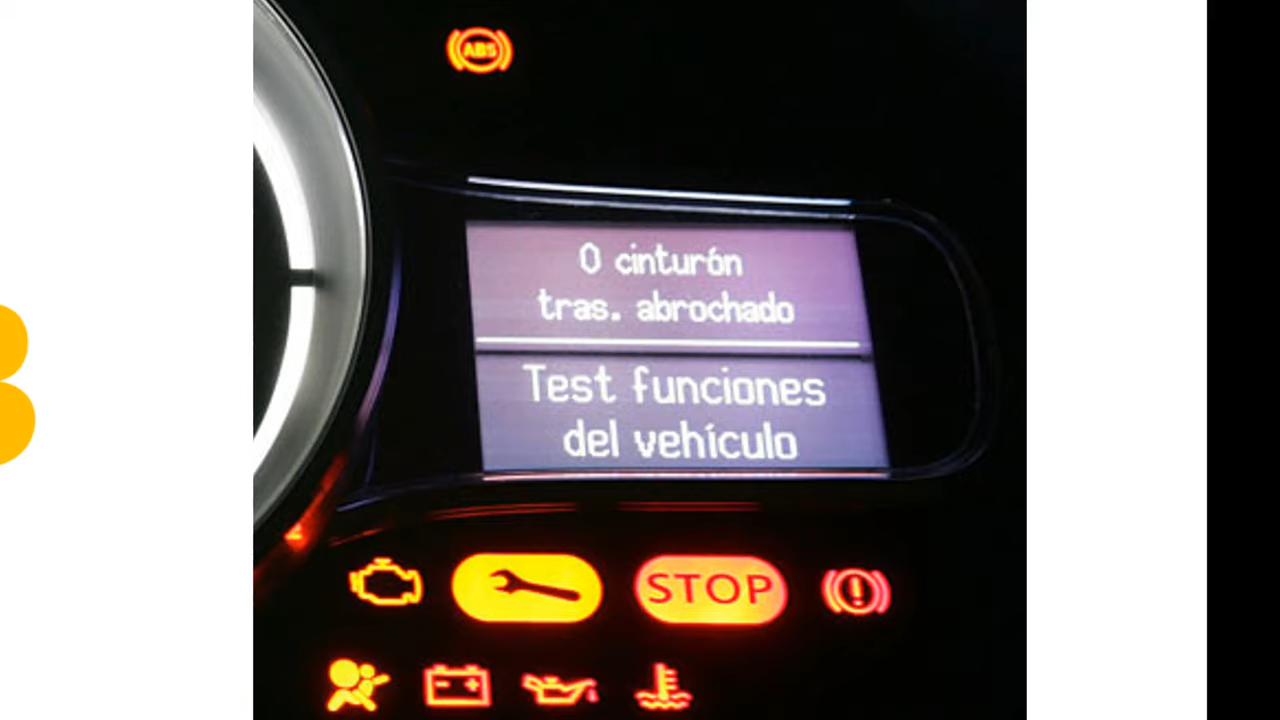 ABS
0 cinturón
tras. abrochado
Test funciones
del vehículo
STOP